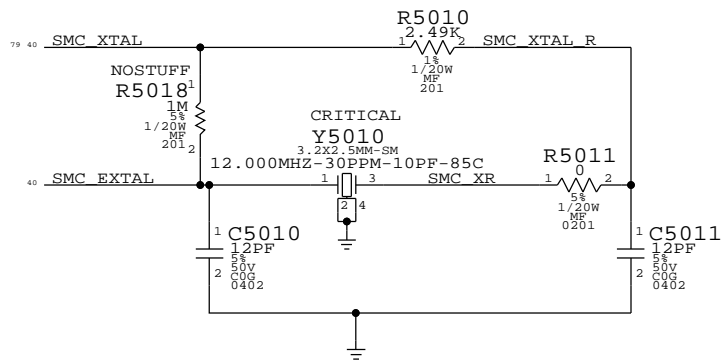 R5010
2.49K
79 40 SMC_XTAL
1 2
SMC_XTAL_R
1%
1/20W
MF
201
NOSTUFF
R5018
1
1M
5%
1/20W
MF
201
2
CRITICAL
Y5010
3.2X2.5MM-SM
12.000MHZ-30PPM-10PF-85C
R5011
0
40 SMC_EXTAL
1 3
SMC_XR
1 2
2 4
5%
1/20W
MF
0201
1
C5010
12PF
5%
50V
C0G
0402
2
1
C5011
12PF
5%
50V
C0G
0402
2